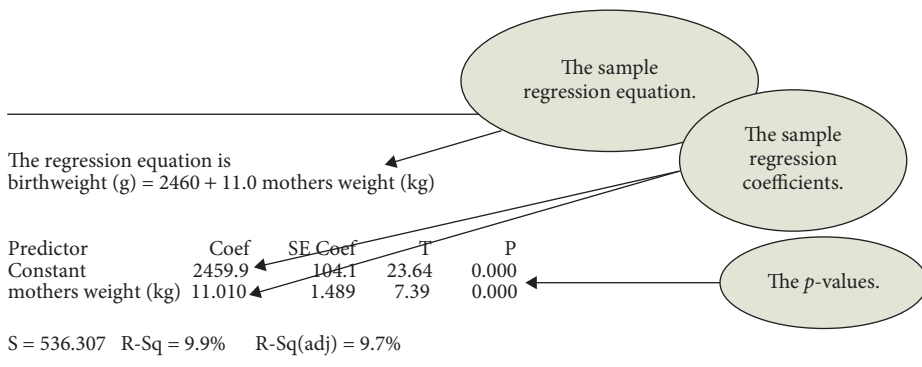 The sample
regression equation.
The sample
regression
coefficients.
The regression equation is
birthweight (g) = 2460 + 11.0 mothers weight (kg)
Predictor Coef SE Coef T P
Constant 2459.9 104.1 23.64 0.000
mothers weight (kg) 11.010 1.489 7.39 0.000
The p-values.
S = 536.307 R-Sq = 9.9% R-Sq(adj) = 9.7%